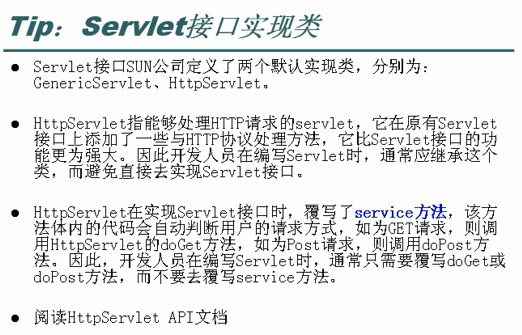 Tip：Servlet接口实现类
● Servlet接口SUN公司定义了两个默认实现类，分别为：
GenericServlet、HttpServlet。
● HttpServlet指能够处理HTTP请求的servlet，它在原有Servlet
接口上添加了一些与HTTP协议处理方法，它比Servlet接口的功
能更为强大。因此开发人员在编写Servlet时，通常应继承这个
类，而避免直接去实现Servlet接口。
● HttpServlet在实现Servlet接口时，覆写了service方法，该方
法体内的代码会自动判断用户的请求方式，如为GET请求，则调
用HttpServlet的doGet方法，如为Post请求，则调用doPost方
法。因此，开发人员在编写Servlet时，通常只需要覆写doGet或
doPost方法，而不要去覆写service方法。
● 阅读HttpServlet API文档